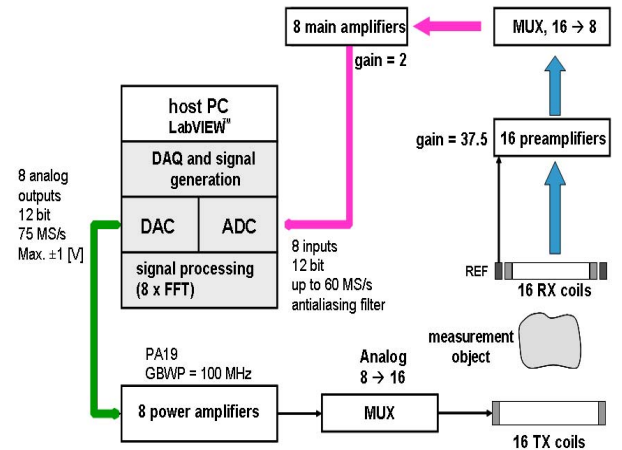 8 main amplifiers
gain = 2
MUX, 16 → 8
host PC
LabVIEW™
DAQ and signal
generation
DAC
ADC
signal processing
(8 x FFT)
8 analog
outputs
12 bit
75 MS/s
Max. ±1 [V]
8 inputs
12 bit
up to 60 MS/s
antialiasing filter
gain = 37.5
16 preamplifiers
REF
16 RX coils
measurement
object
PA19
GBWP = 100 MHz
8 power amplifiers
Analog
8 → 16
MUX
16 TX coils